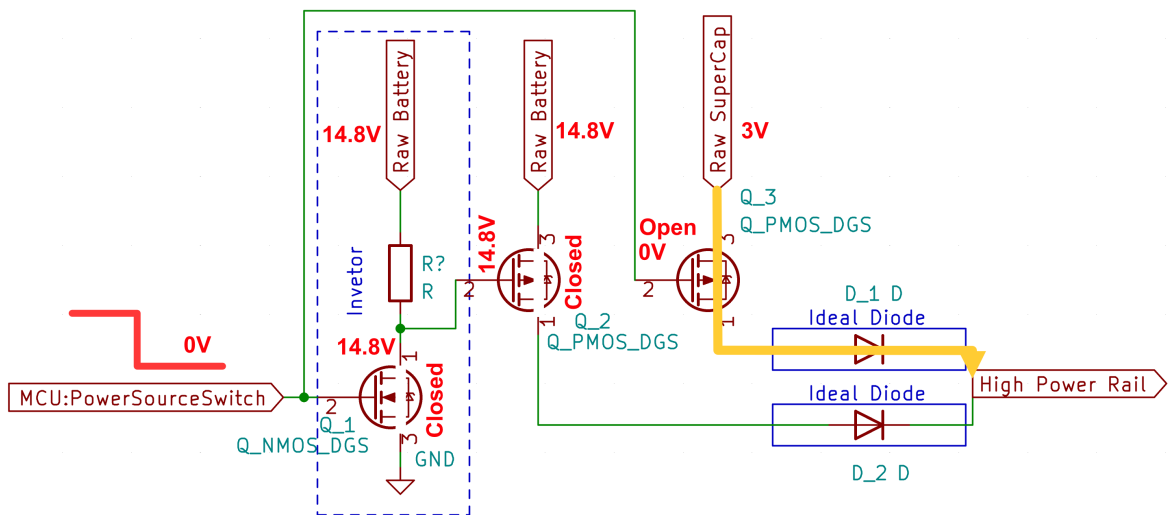 Raw Battery
Raw Battery
Raw SuperCap
14.8V
14.8V
3V
Q_3
Q_PMOS_DGS
3
3
Open
0V
14.8V
Closed
2
2
Invetor
R?
R
1
1
Q_2
Q_PMOS_DGS
D_1 D
Ideal Diode
0V
14.8V
1
MCU:PowerSourceSwitch
2
Q_1
Q_NMOS_DGS
Closed
3
GND
High Power Rail
Ideal Diode
D_2 D